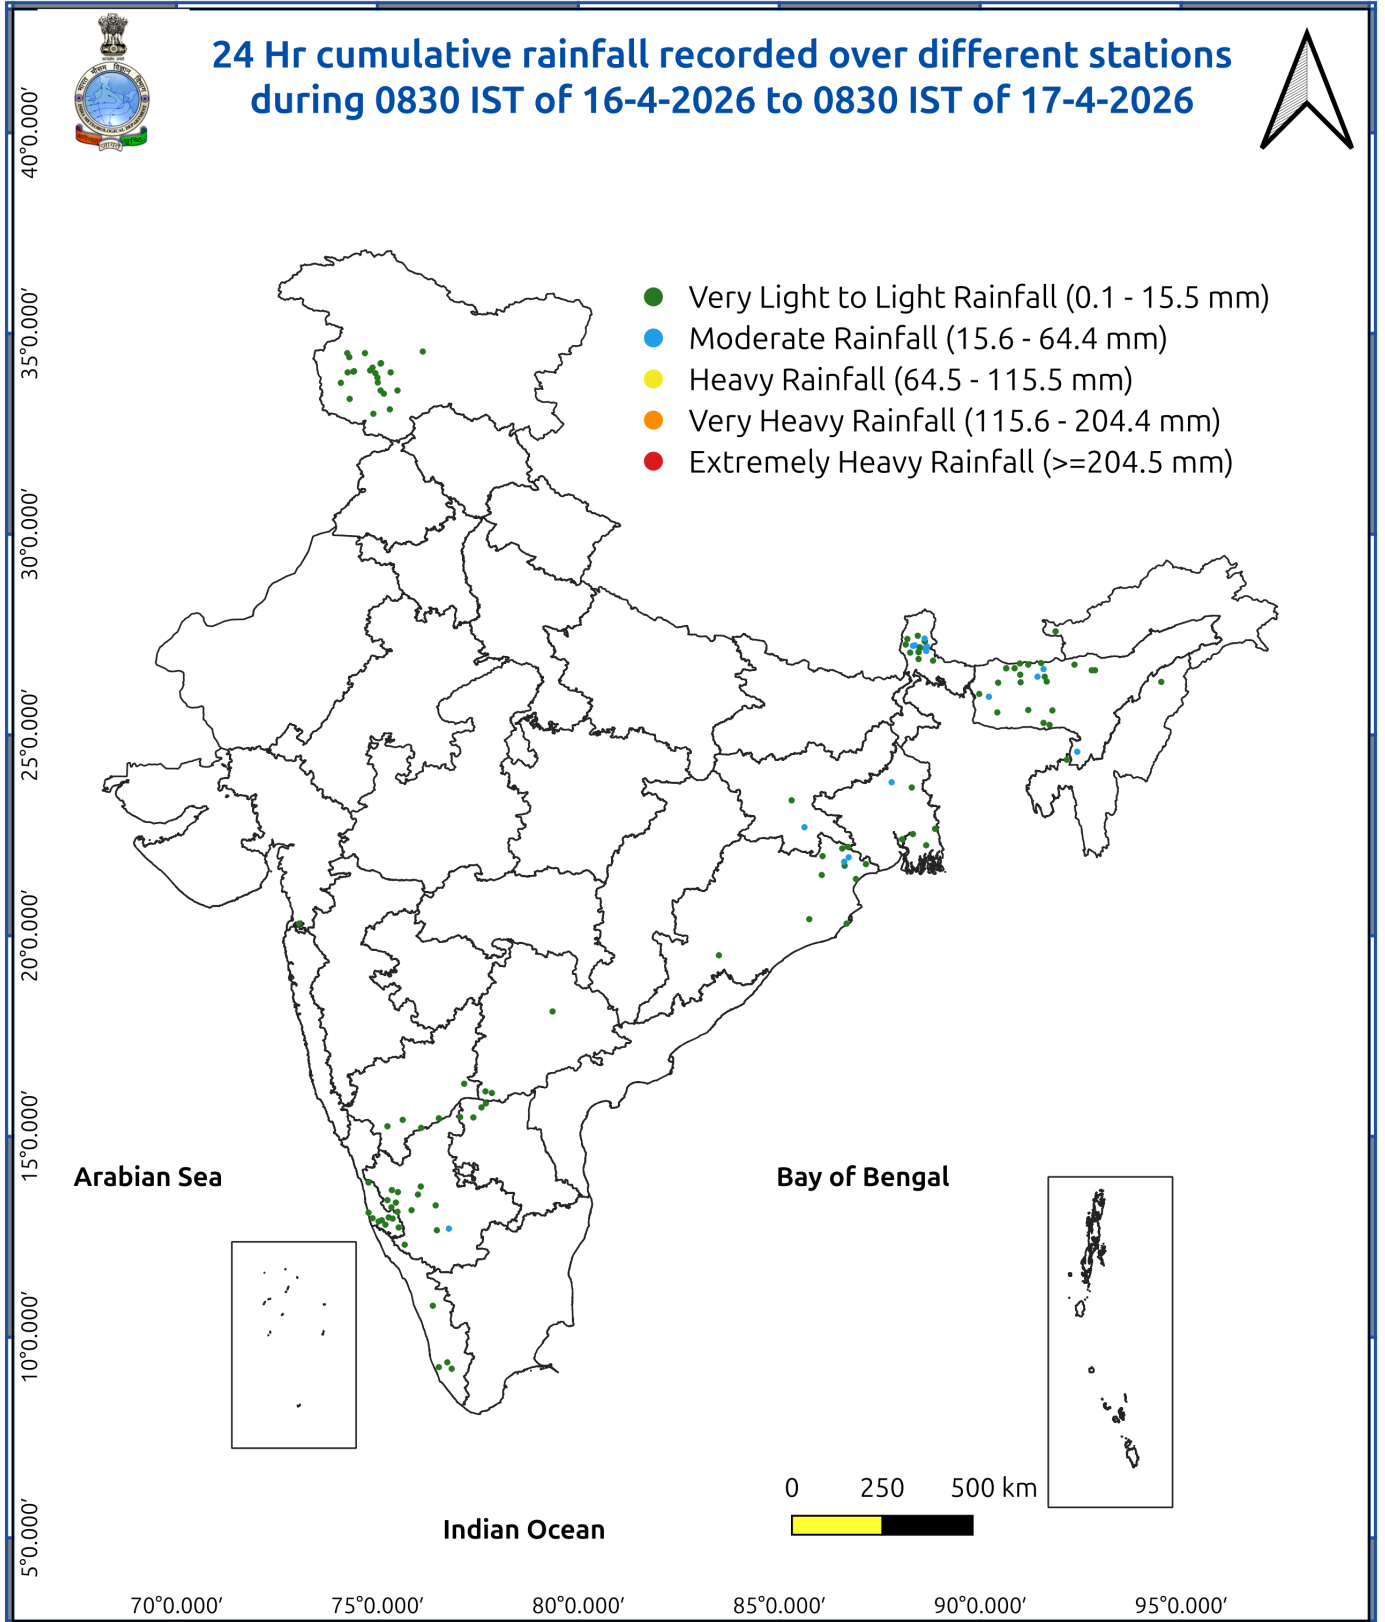 24 Hr cumulative rainfall recorded over different stations
during 0830 IST of 16-4-2026 to 0830 IST of 17-4-2026
40°0.000′
35°0.000′
30°0.000′
25°0.000′
20°0.000′
15°0.000′
10°0.000′
5°0.000′
Very Light to Light Rainfall (0.1 - 15.5 mm)
Moderate Rainfall (15.6 - 64.4 mm)
Heavy Rainfall (64.5 - 115.5 mm)
Very Heavy Rainfall (115.6 - 204.4 mm)
Extremely Heavy Rainfall (>=204.5 mm)
Arabian Sea
Bay of Bengal
Indian Ocean
0 250 500 km
70°0.000′ 75°0.000′ 80°0.000′ 85°0.000′ 90°0.000′ 95°0.000′